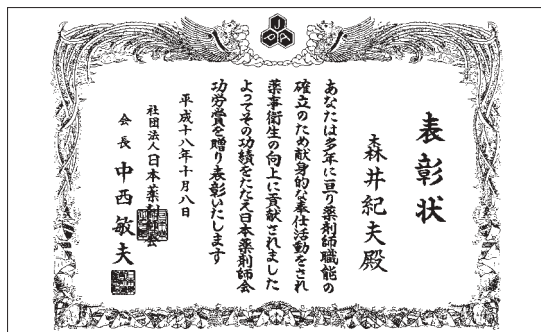 JPA
表彰状
森井紀夫殿
あなたは多年に亘り薬剤師職能の
確立のため献身的な奉仕活動をされ
薬事衛生の向上に貢献されました
よってその功績をたたえ日本薬剤師会
功労賞を贈り表彰いたします
平成十八年十月八日
社団法人日本薬剤師会
会長中西敏夫